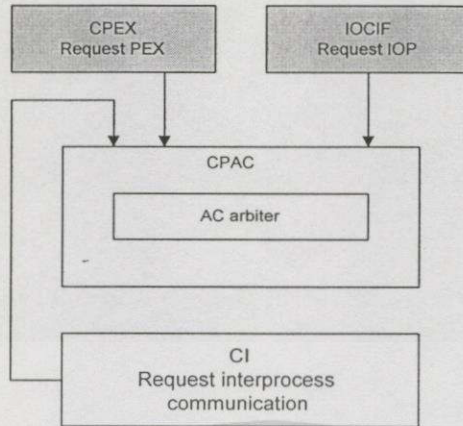 CPEX
Request PEX
IOCIF
Request IOP
CPAC
AC arbiter
CI
Request interprocess
communication